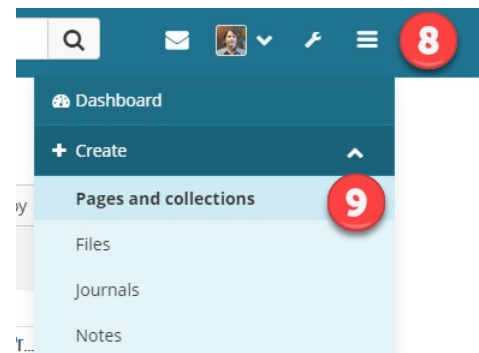 8
Dashboard
+ Create
Pages and collections
9
Files
Journals
Notes